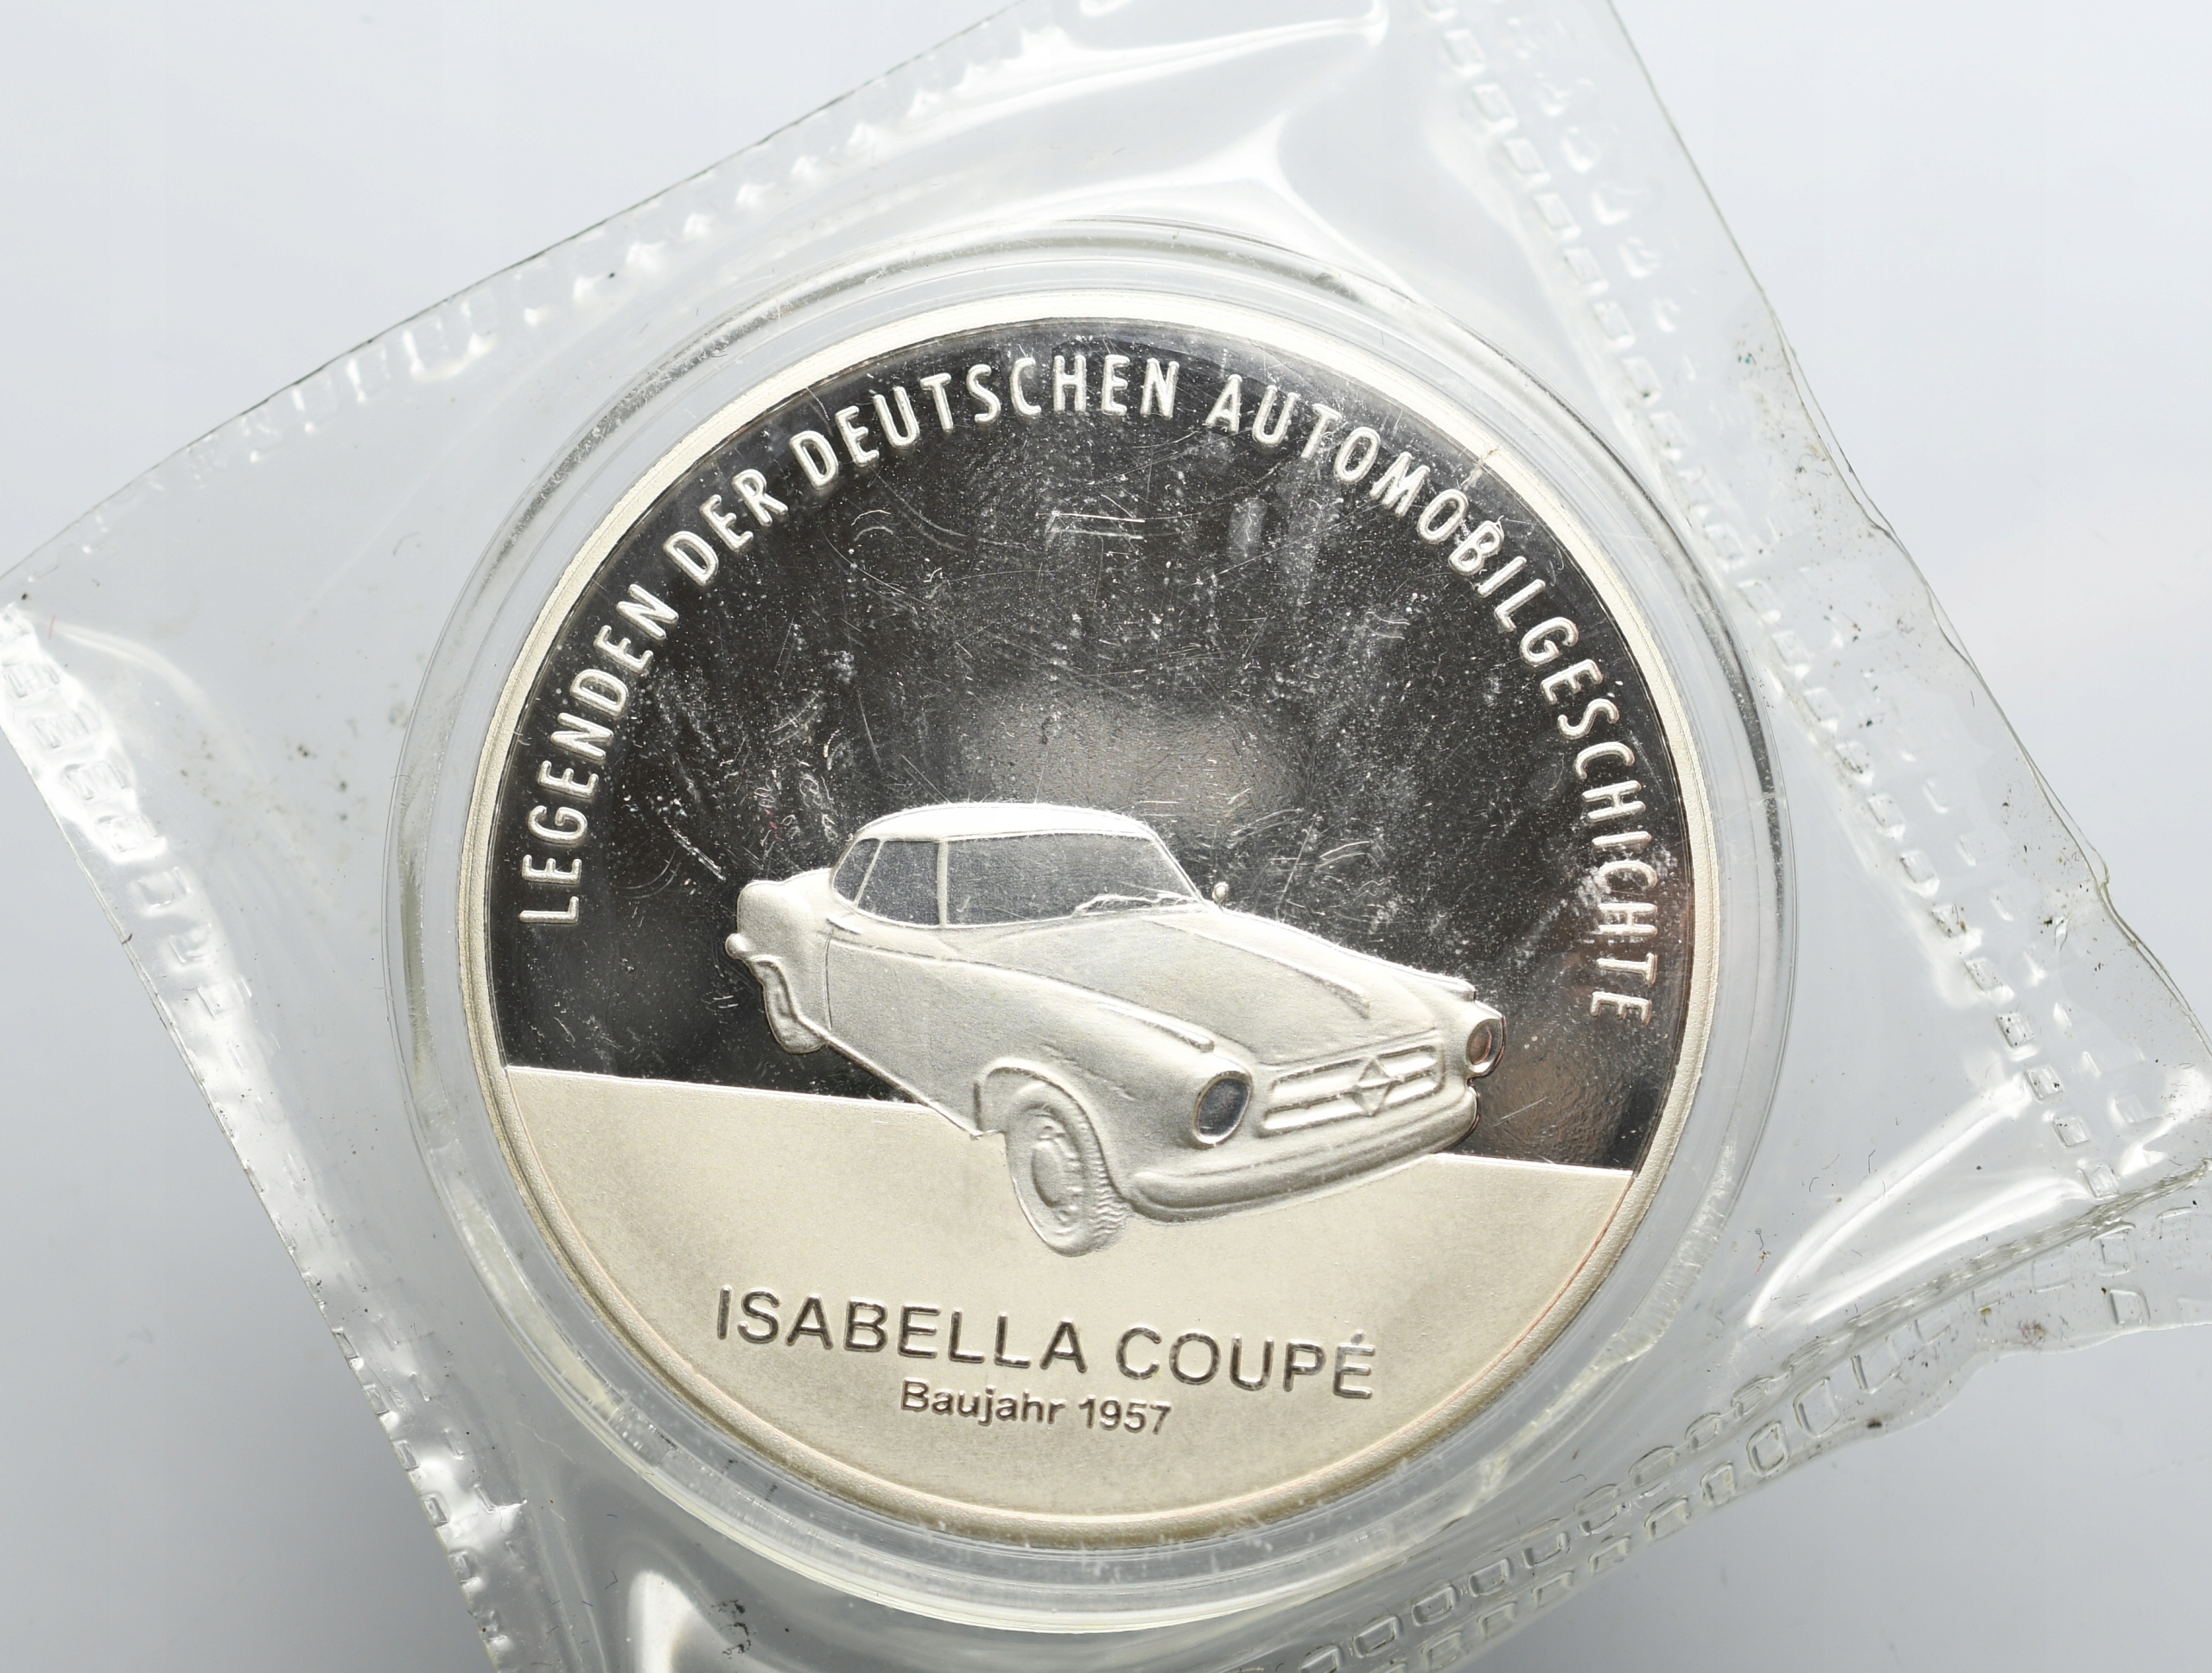 LEGENDEN DER DEUTSCHEN AUTOMOBILGESCHICHTE
ISABELLA COUPÉ
Baujahr 1957